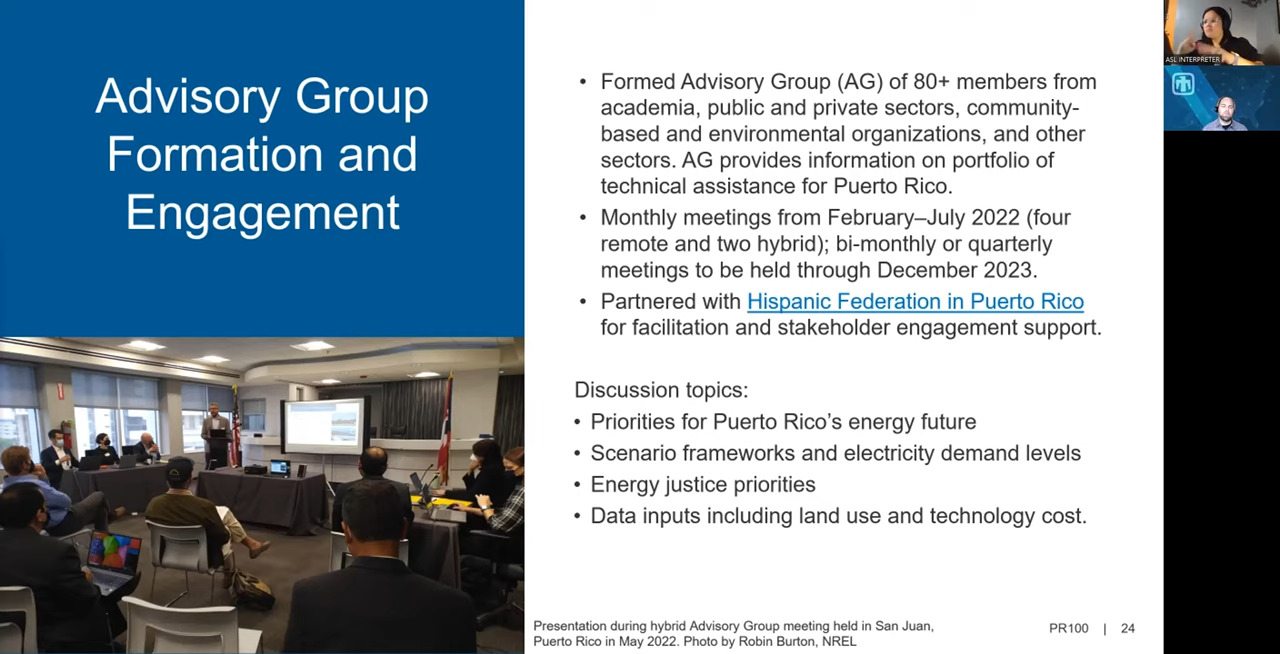 Advisory Group
Formation and
Engagement
• Formed Advisory Group (AG) of 80+ members from
academia, public and private sectors, community-
based and environmental organizations, and other
sectors. AG provides information on portfolio of
technical assistance for Puerto Rico.
• Monthly meetings from February–July 2022 (four
remote and two hybrid); bi-monthly or quarterly
meetings to be held through December 2023.
• Partnered with Hispanic Federation in Puerto Rico
for facilitation and stakeholder engagement support.
Discussion topics:
• Priorities for Puerto Rico’s energy future
• Scenario frameworks and electricity demand levels
• Energy justice priorities
• Data inputs including land use and technology cost.
Presentation during hybrid Advisory Group meeting held in San Juan,
Puerto Rico in May 2022. Photo by Robin Burton, NREL
PR100 | 24
ASL INTERPRETER